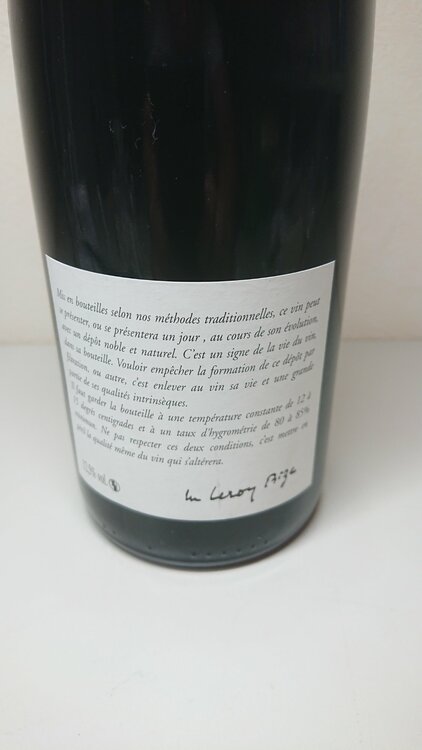 Mis en bouteilles selon nos méthodes traditionnelles, ce vin peut
se présenter, ou se présentera un jour , au cours de son évolution,
avec un dépôt noble et naturel. C'est un signe de la vie du vin,
dans sa bouteille. Vouloir empêcher la formation de ce dépôt par
filtration, ou autre, c'est enlever au vin sa vie et une grande
partie de ses qualités intrinsèques.
Il faut garder la bouteille à une température constante de 12 à
15 degrés centigrades et à un taux d'hygrométrie de 80 à 85%
minimum. Ne pas respecter ces deux conditions, c'est mettre en
péril la qualité même du vin qui s'altérera.
12,5% vol.
Leroy Bize